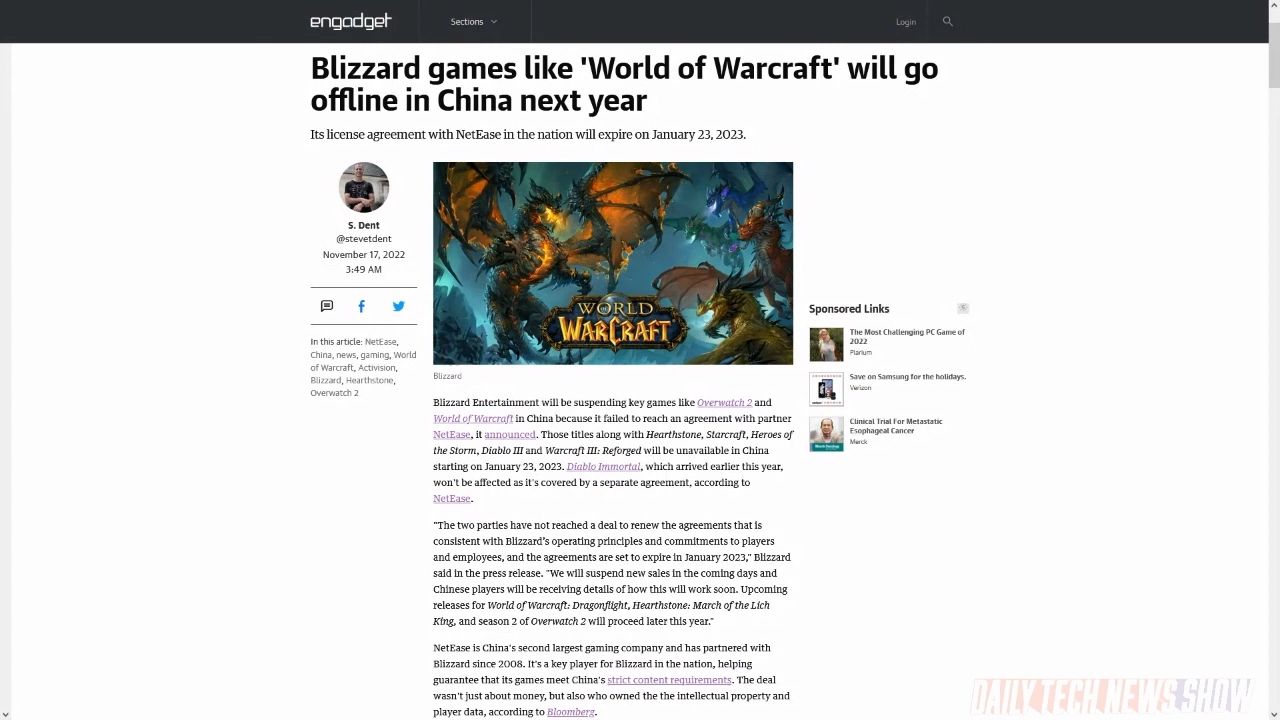 engadget
Sections
Login
Blizzard games like 'World of Warcraft' will go
offline in China next year
Its license agreement with NetEase in the nation will expire on January 23, 2023.
S. Dent
@stevetdent
November 17, 2022
3:49 AM
In this article: NetEase,
China, news, gaming, World
of Warcraft, Activision,
Blizzard, Hearthstone,
Overwatch 2
WORLD
OF
WARCRAFT
Blizzard
Blizzard Entertainment will be suspending key games like Overwatch 2 and
World of Warcraft in China because it failed to reach an agreement with partner
NetEase, it announced. Those titles along with Hearthstone, Starcraft, Heroes of
the Storm, Diablo III and Warcraft III: Reforged will be unavailable in China
starting on January 23, 2023. Diablo Immortal, which arrived earlier this year,
won't be affected as it's covered by a separate agreement, according to
NetEase.
"The two parties have not reached a deal to renew the agreements that is
consistent with Blizzard's operating principles and commitments to players
and employees, and the agreements are set to expire in January 2023," Blizzard
said in the press release. "We will suspend new sales in the coming days and
Chinese players will be receiving details of how this will work soon. Upcoming
releases for World of Warcraft: Dragonflight, Hearthstone: March of the Lich
King, and season 2 of Overwatch 2 will proceed later this year."
NetEase is China's second largest gaming company and has partnered with
Blizzard since 2008. It's a key player for Blizzard in the nation, helping
guarantee that its games meet China's strict content requirements. The deal
wasn't just about money, but also who owned the the intellectual property and
player data, according to Bloomberg.
Sponsored Links
The Most Challenging PC Game of
2022
Plarium
Save on Samsung for the holidays.
Verizon
Clinical Trial For Metastatic
Esophageal Cancer
Merck
DAILY TECH NEWS SHOW